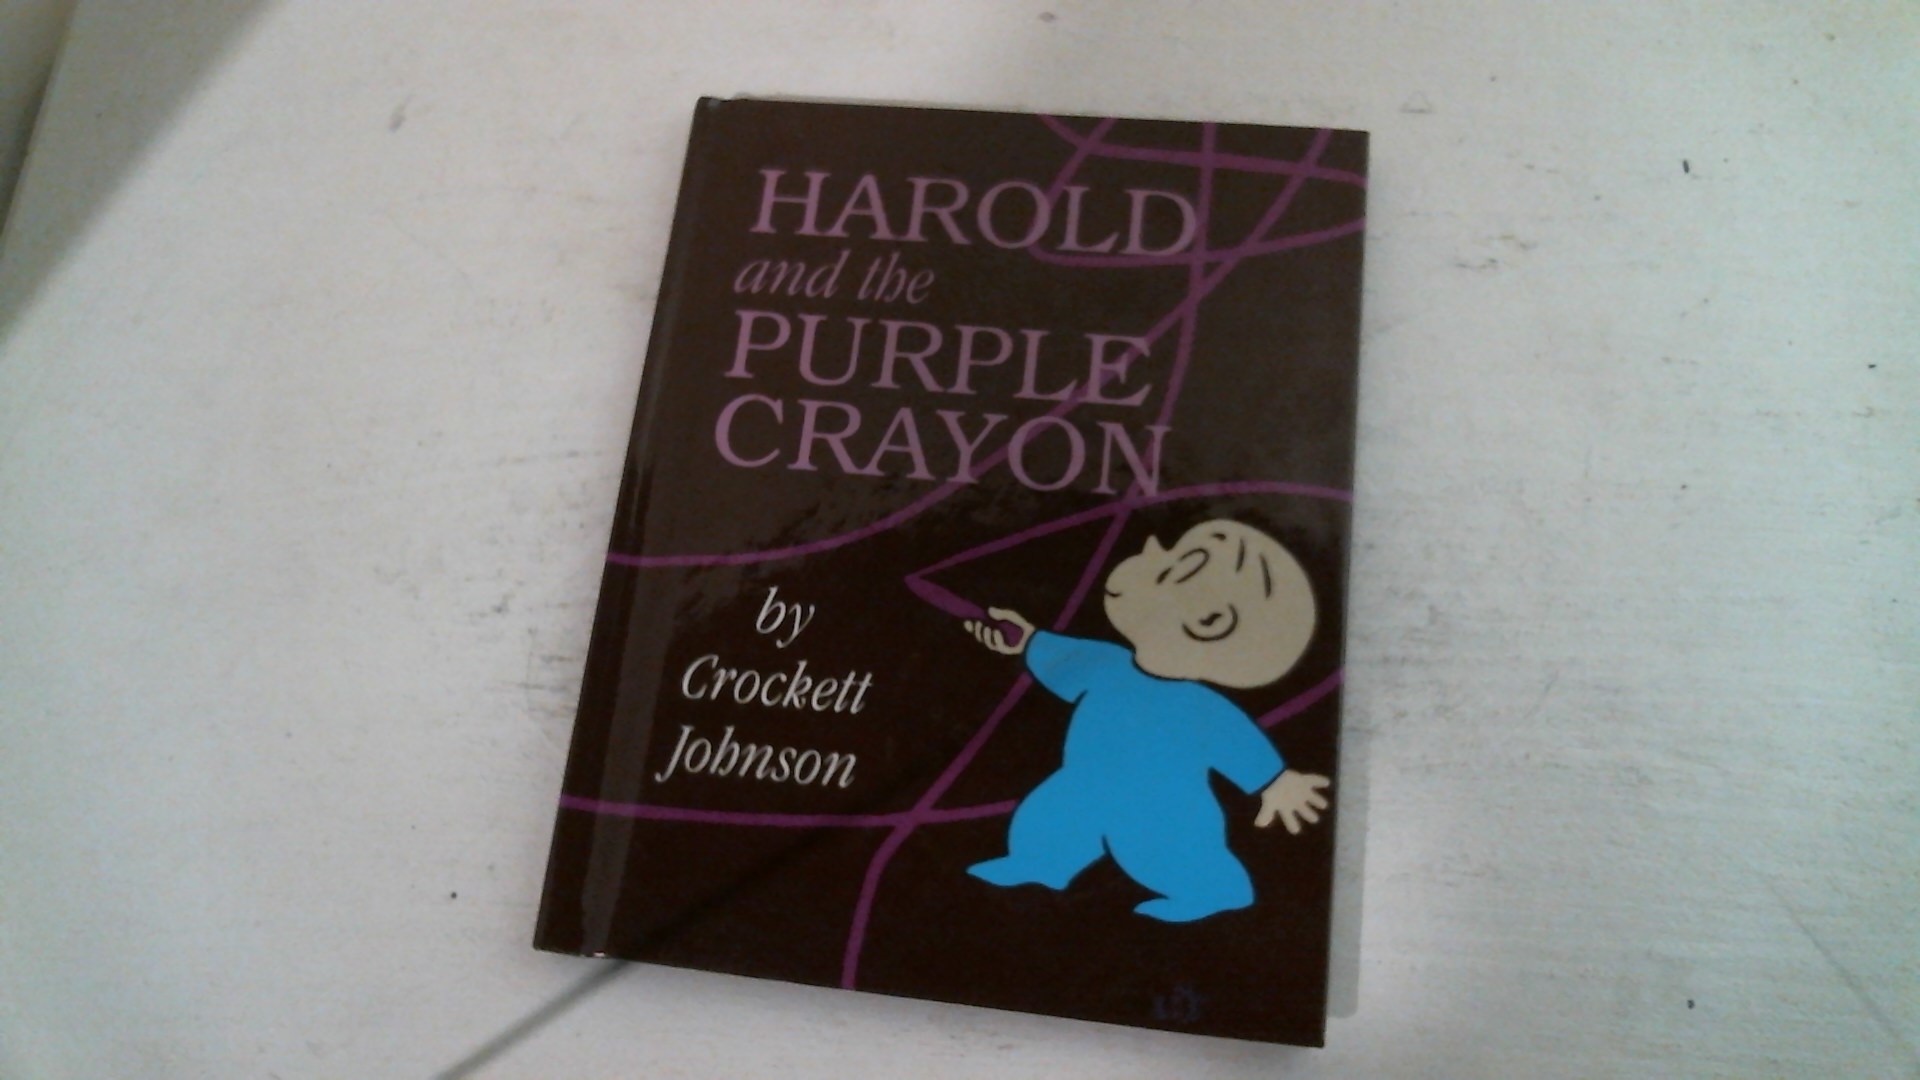 HAROLD
and the
PURPLE
CRAYON
by
Crockett
Johnson